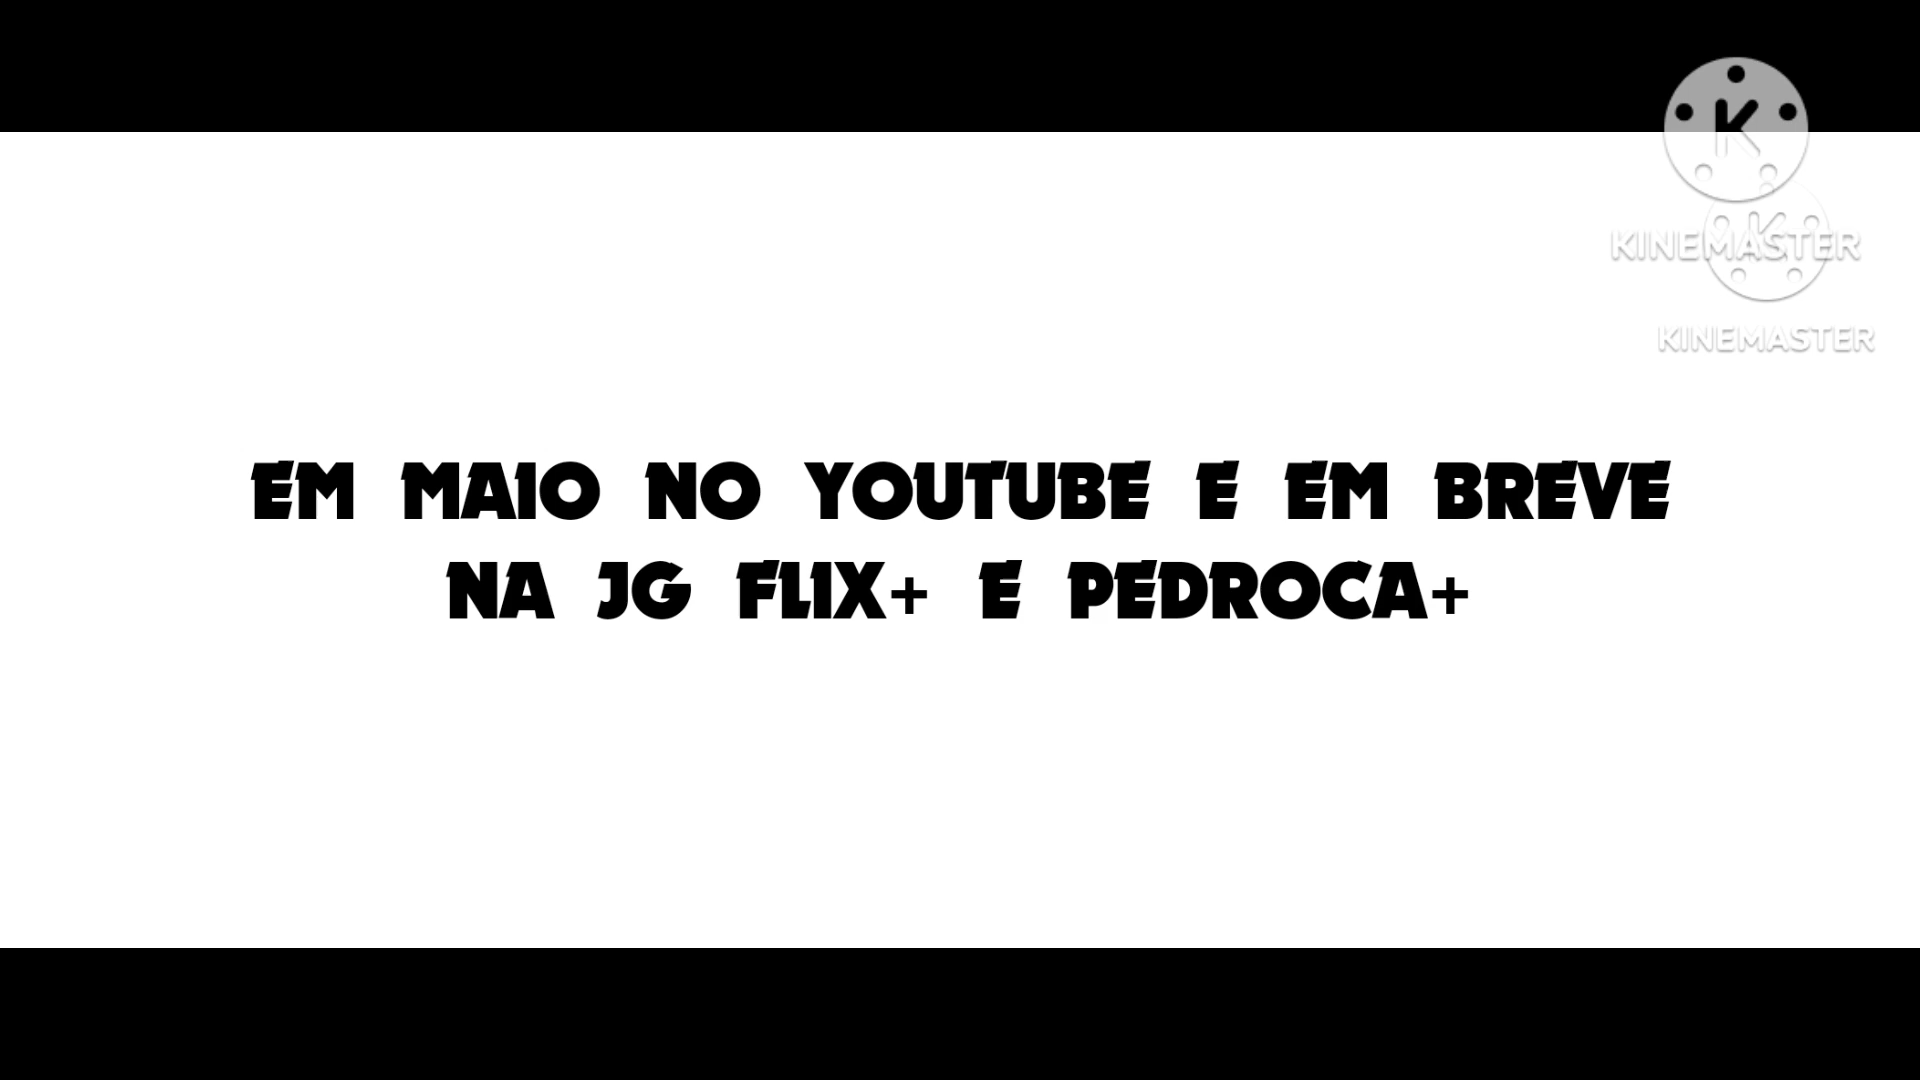 K
K
KINEMASTER
KINEMASTER
EM MAIO NO YOUTUBE E EM BREVE
NA JG FLIX+ E PEDROCA+